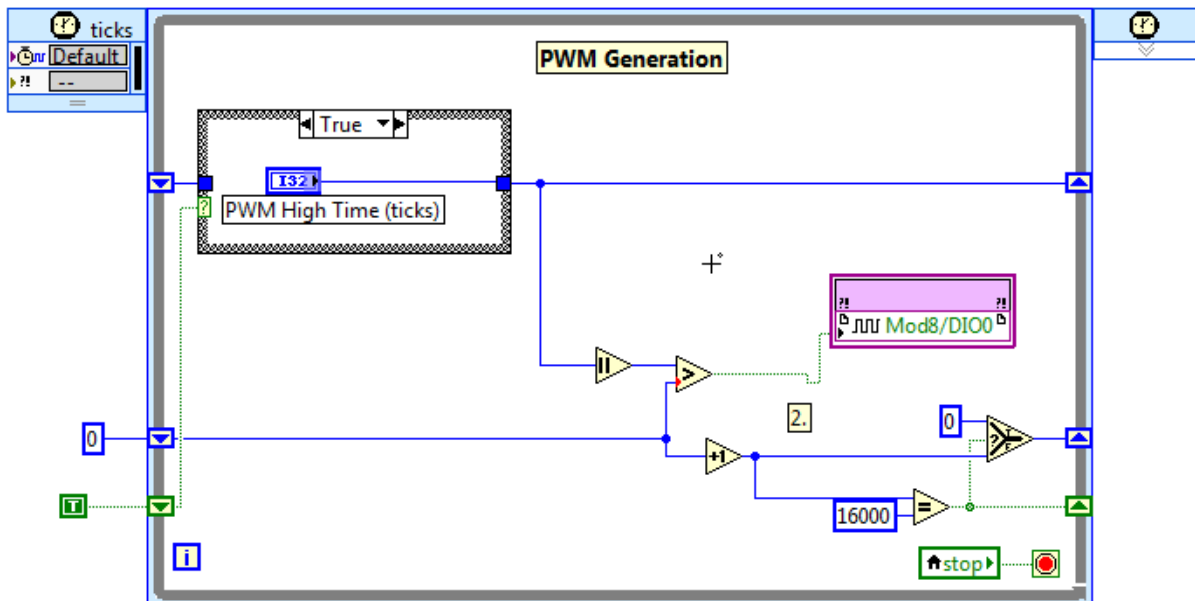 ticks
Default
?!
--
PWM Generation
True
I32
PWM High Time (ticks)
?
?! ?!
Mod8/DIO0
||
>
2.
0
0
?
F
+1
T
16000
=
i
stop